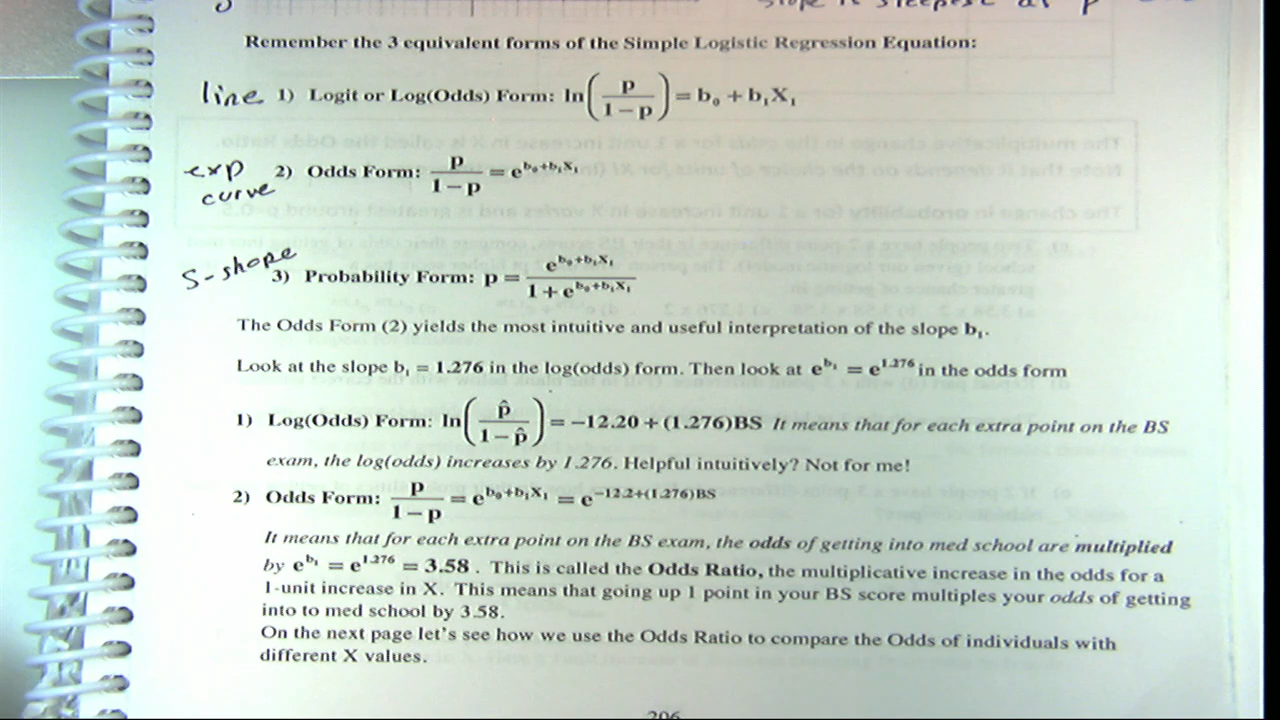 slope is steepest at p
Remember the 3 equivalent forms of the Simple Logistic Regression Equation:
line 1) Logit or Log(Odds) Form: ln(p/(1−p)) = b₀ + b₁X₁
exp curve 2) Odds Form: p/(1−p) = e^(b₀+b₁X₁)
S-shape 3) Probability Form: p = e^(b₀+b₁X₁)/(1+e^(b₀+b₁X₁))
The Odds Form (2) yields the most intuitive and useful interpretation of the slope b₁.
Look at the slope b₁ = 1.276 in the log(odds) form. Then look at e^(b₁) = e^(1.276) in the odds form
1) Log(Odds) Form: ln(p̂/(1−p̂)) = −12.20 + (1.276)BS It means that for each extra point on the BS
exam, the log(odds) increases by 1.276. Helpful intuitively? Not for me!
2) Odds Form: p/(1−p) = e^(b₀+b₁X₁) = e^(−12.2+(1.276)BS)
It means that for each extra point on the BS exam, the odds of getting into med school are multiplied
by e^(b₁) = e^(1.276) = 3.58 . This is called the Odds Ratio, the multiplicative increase in the odds for a
1-unit increase in X. This means that going up 1 point in your BS score multiples your odds of getting
into to med school by 3.58.
On the next page let's see how we use the Odds Ratio to compare the Odds of individuals with
different X values.
206